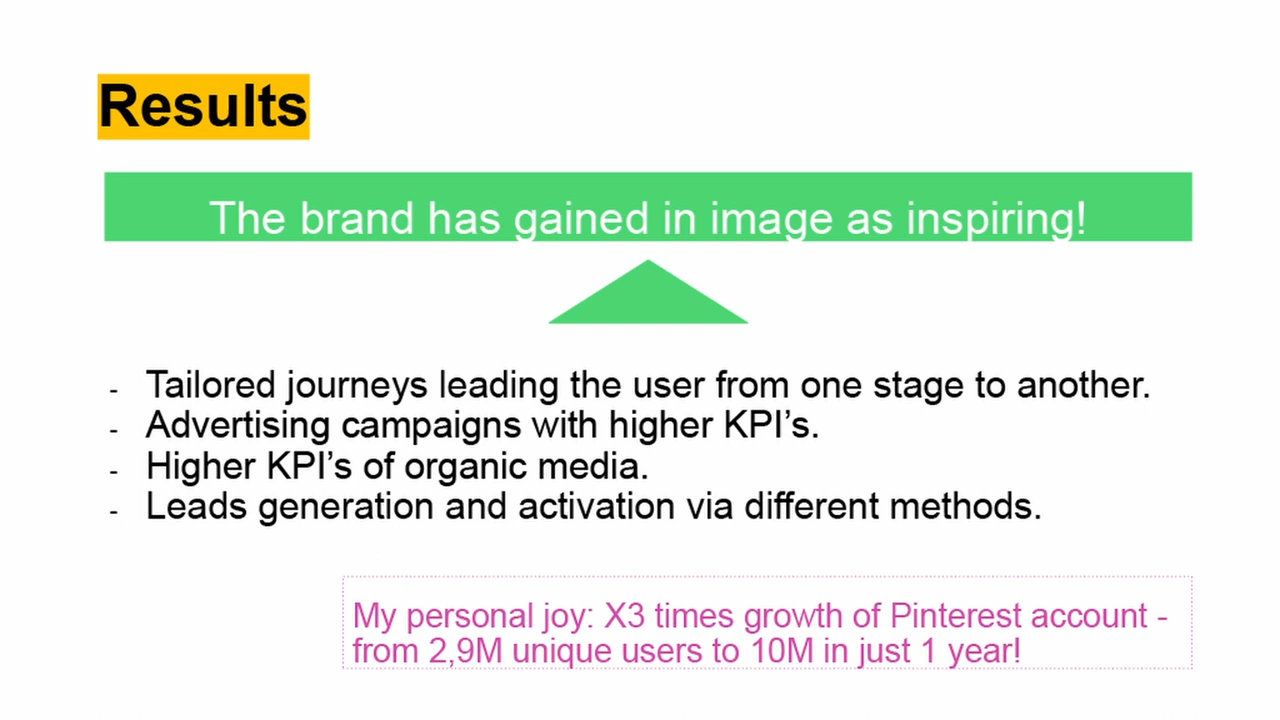 Results
The brand has gained in image as inspiring!
- Tailored journeys leading the user from one stage to another.
- Advertising campaigns with higher KPI’s.
- Higher KPI’s of organic media.
- Leads generation and activation via different methods.
My personal joy: X3 times growth of Pinterest account -
from 2,9M unique users to 10M in just 1 year!